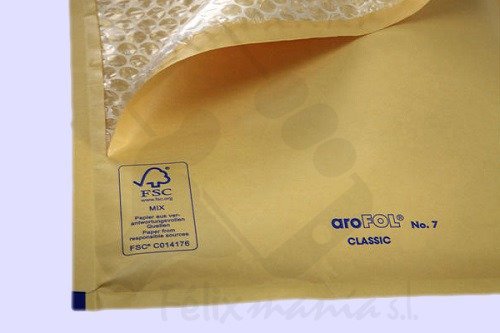 FSC
www.fsc.org
MIX
Papier aus ver-
antwortungsvollen
Quellen
Paper from
responsible sources
FSC® C014176
aroFOL® No. 7
CLASSIC
Felixmania s.l.